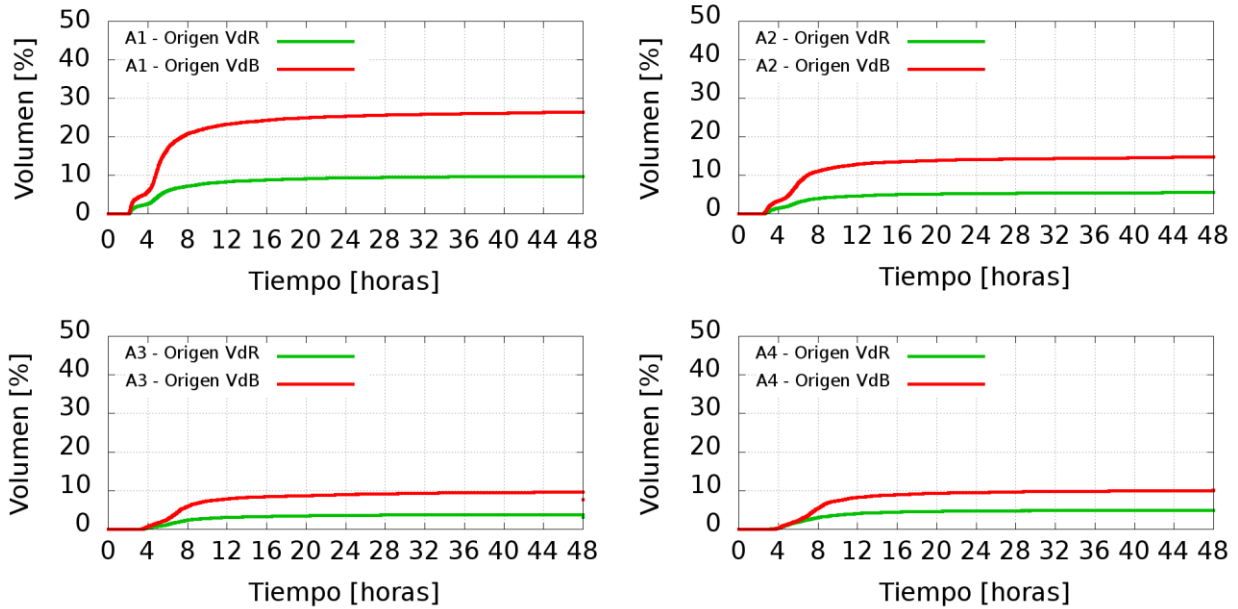 Volumen [%]
50
40
30
20
10
0
A1 - Origen VdR
A1 - Origen VdB
0 4 8 12 16 20 24 28 32 36 40 44 48
Tiempo [horas]
Volumen [%]
50
40
30
20
10
0
A2 - Origen VdR
A2 - Origen VdB
0 4 8 12 16 20 24 28 32 36 40 44 48
Tiempo [horas]
Volumen [%]
50
40
30
20
10
0
A3 - Origen VdR
A3 - Origen VdB
0 4 8 12 16 20 24 28 32 36 40 44 48
Tiempo [horas]
Volumen [%]
50
40
30
20
10
0
A4 - Origen VdR
A4 - Origen VdB
0 4 8 12 16 20 24 28 32 36 40 44 48
Tiempo [horas]